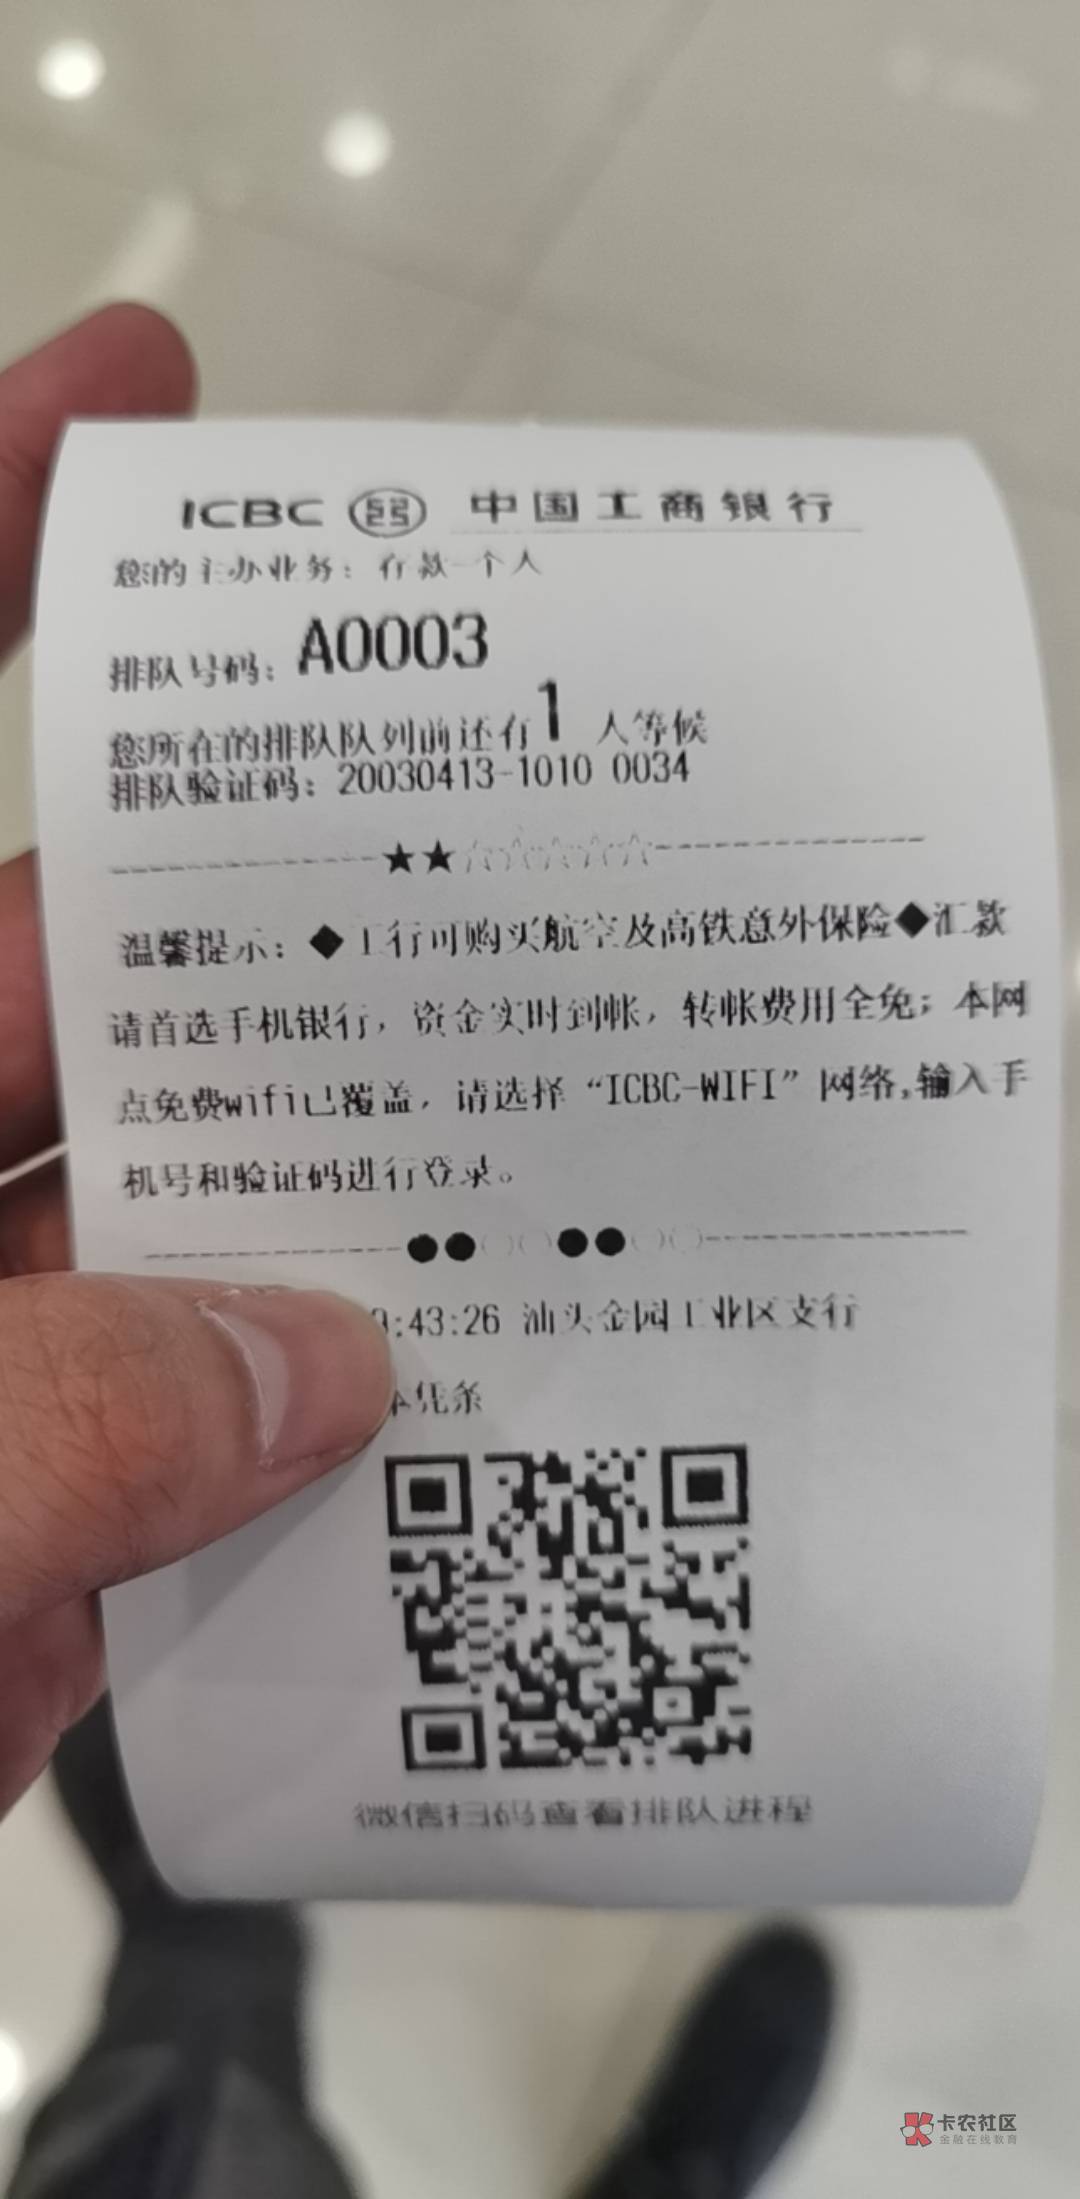 ICBC 中国工商银行
您的主办业务：存款-个人
排队号码：A0003
您所在的排队队列前还有1 人等候
排队验证码：20030413-1010 0034
★★☆☆☆☆☆
温馨提示：◆工行可购买航空及高铁意外保险◆汇款
请首选手机银行，资金实时到帐，转帐费用全免；本网
点免费wifi已覆盖，请选择“ICBC-WIFI”网络,输入手
机号和验证码进行登录。
●●○○●●○○
:43:26 汕头金园工业区支行
本凭条
微信扫码查看排队进程
卡农社区
金融在线教育